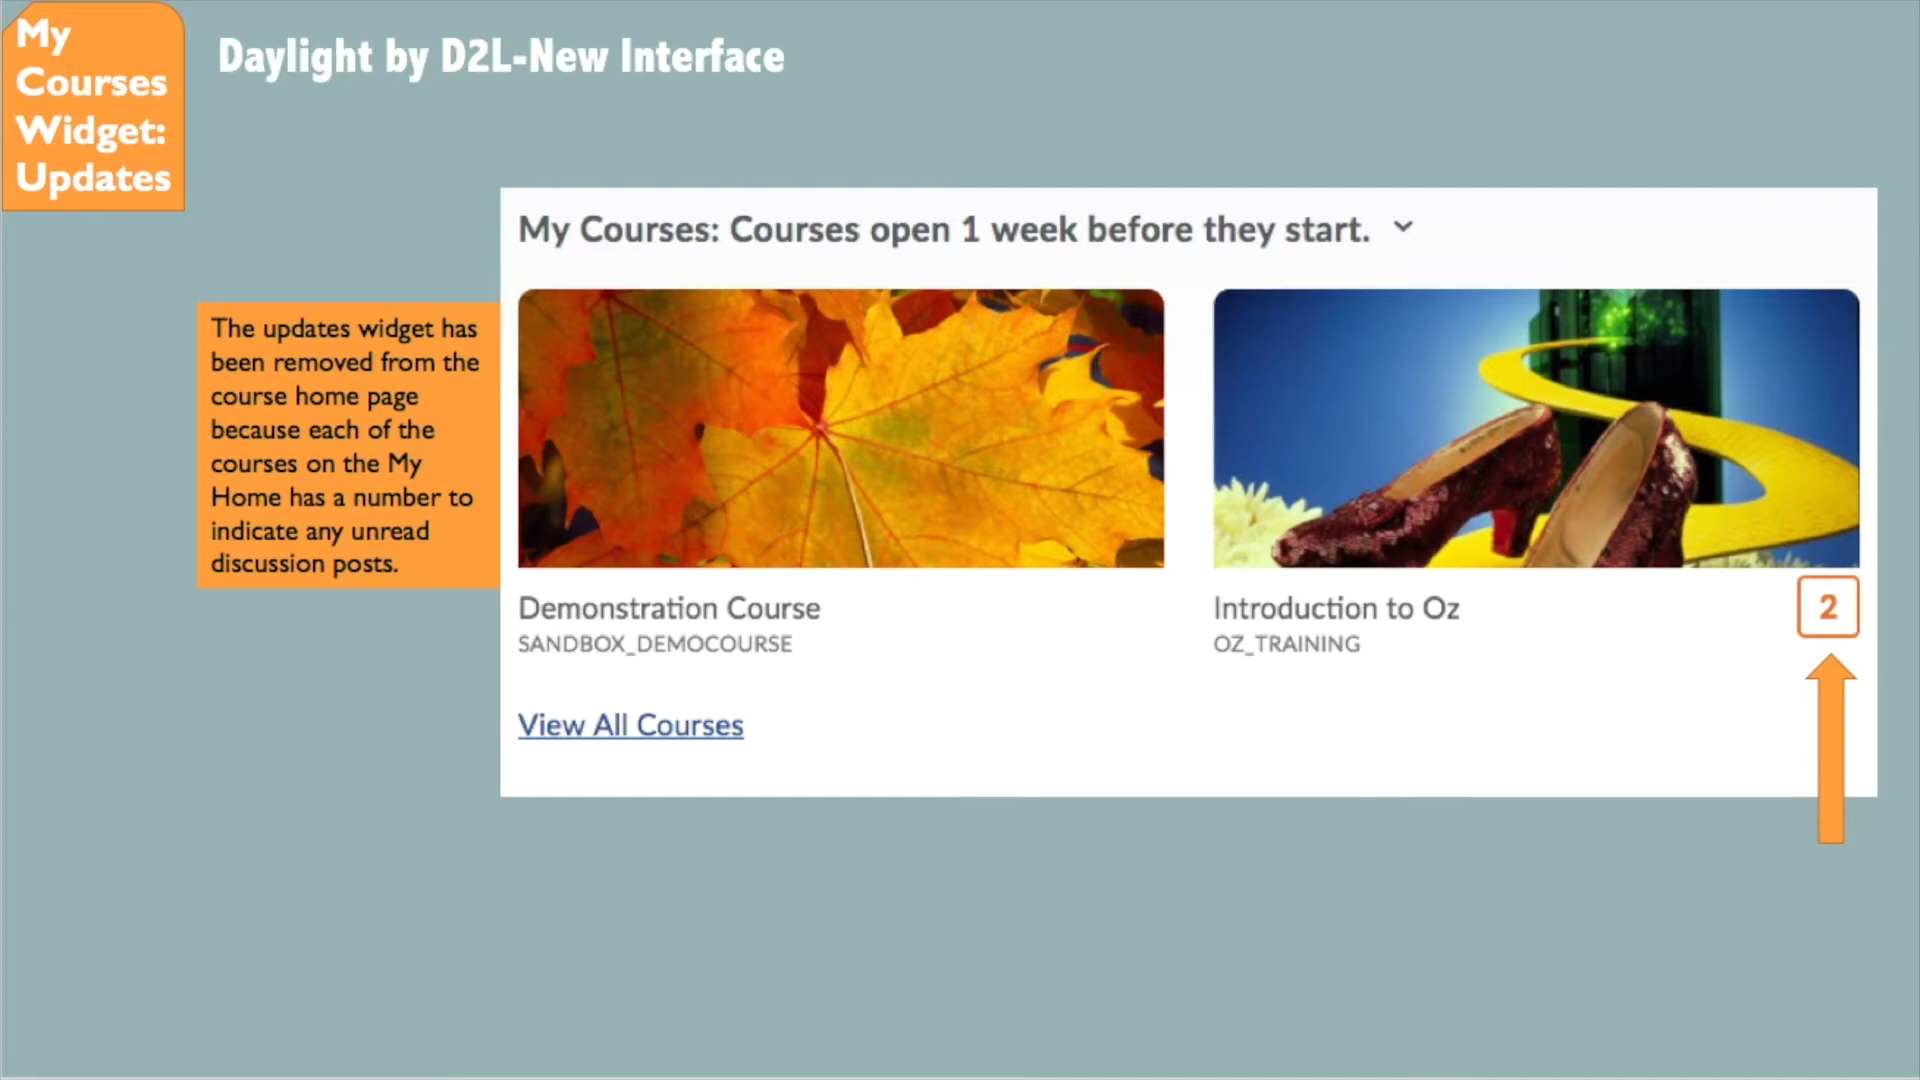 My
Courses
Widget:
Updates
Daylight by D2L-New Interface
The updates widget has
been removed from the
course home page
because each of the
courses on the My
Home has a number to
indicate any unread
discussion posts.
My Courses: Courses open 1 week before they start.
Demonstration Course
SANDBOX_DEMOCOURSE
Introduction to Oz
OZ_TRAINING
2
View All Courses